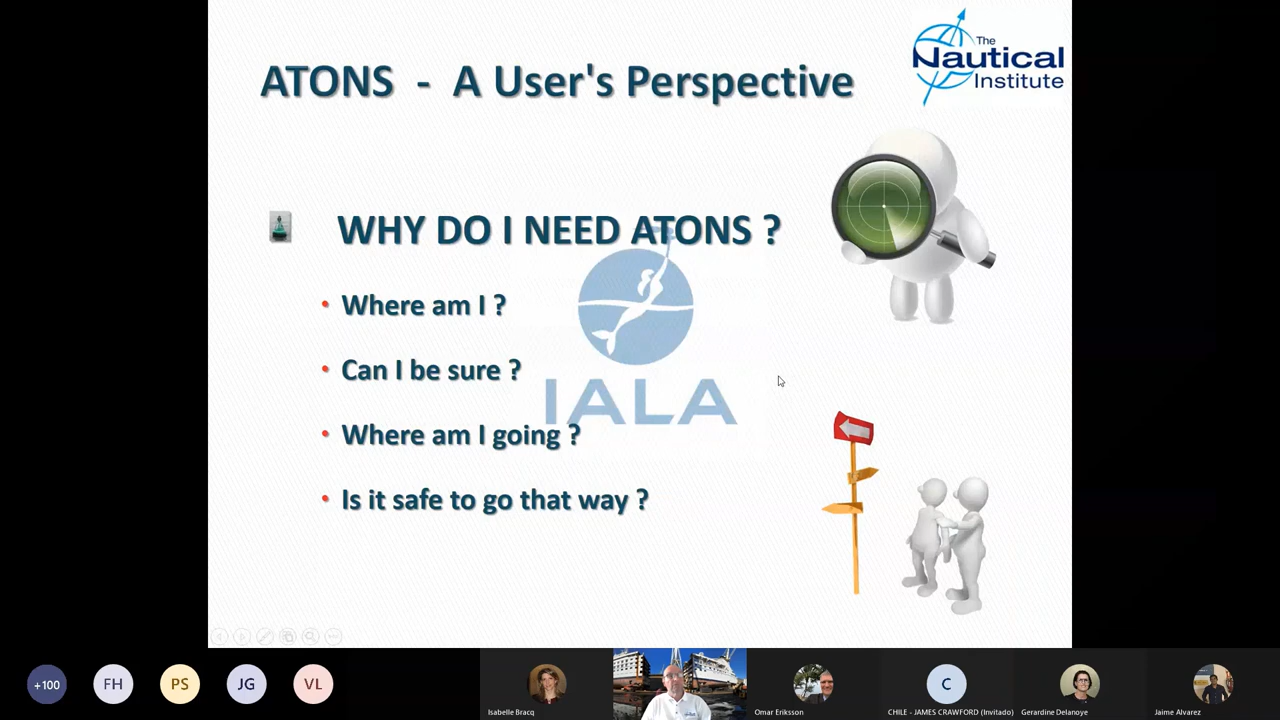 ATONS - A User's Perspective
The
Nautical
Institute
WHY DO I NEED ATONS ?
• Where am I ?
• Can I be sure ?
IALA
• Where am I going ?
• Is it safe to go that way ?
+100
FH
PS
JG
VL
C
Isabelle Bracq
Omar Eriksson
CHILE - JAMES CRAWFORD (Invitado)
Gerardine Delanoye
Jaime Alvarez